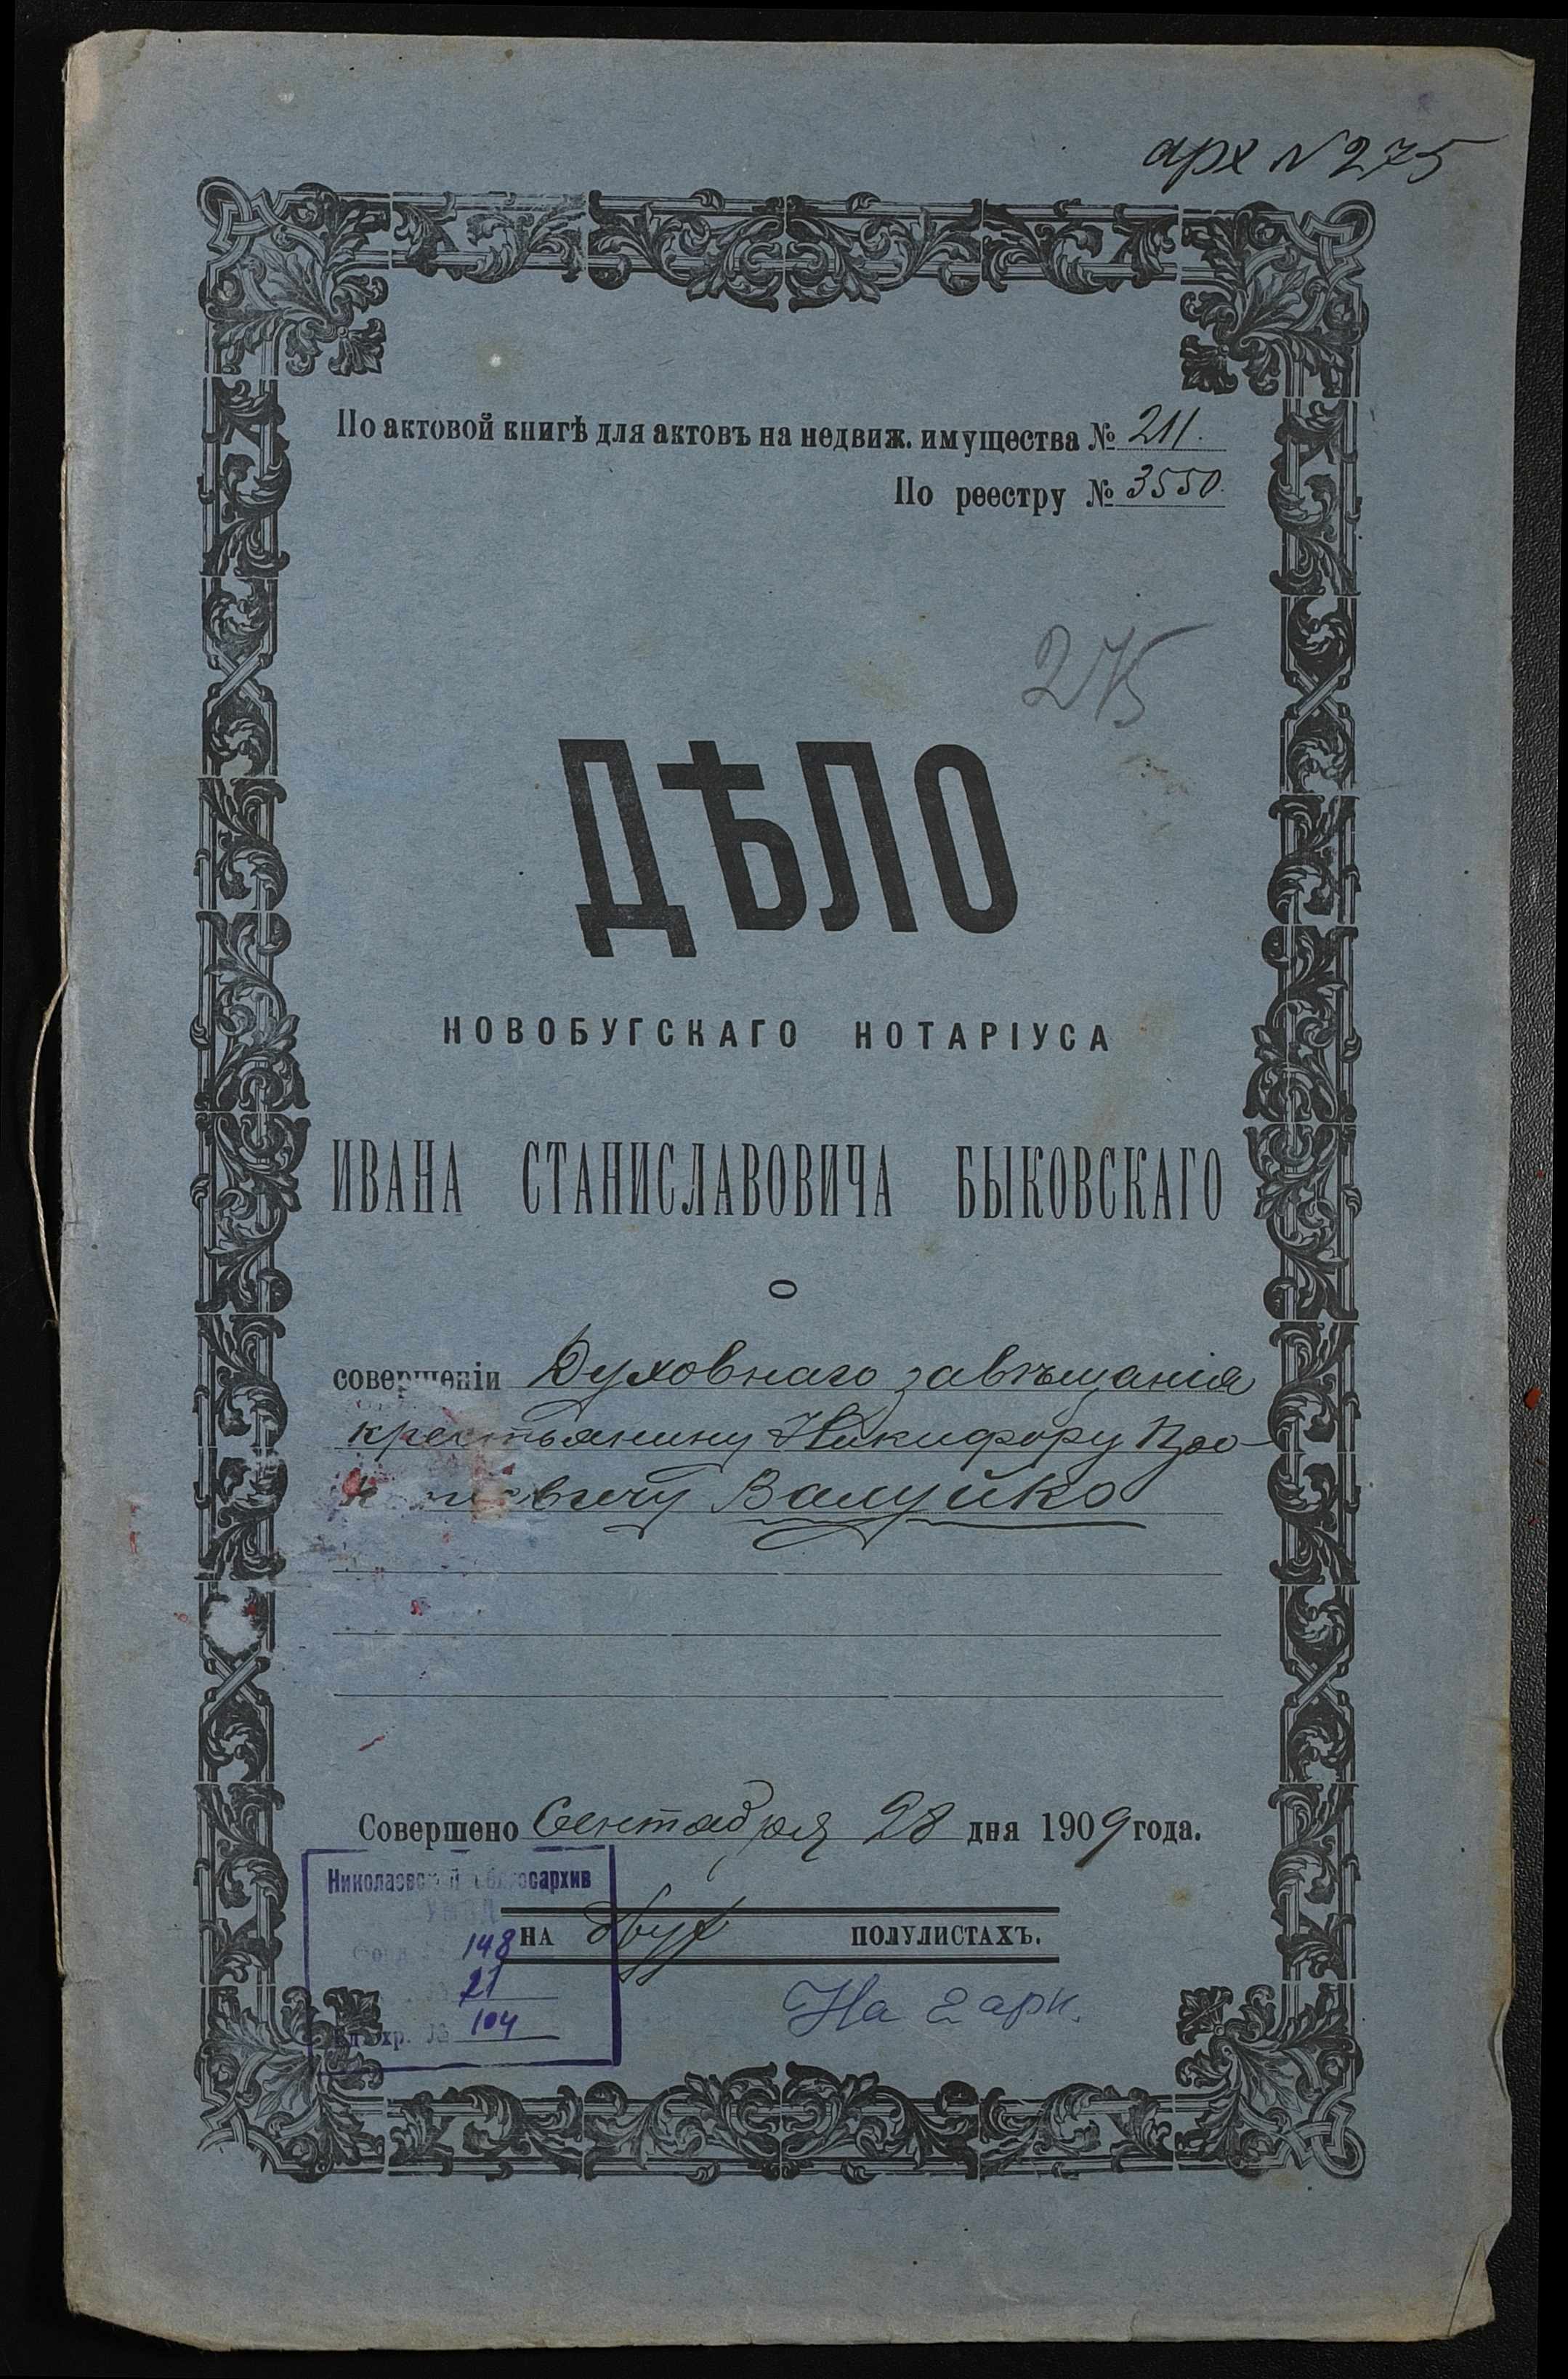 арх N 275
По актовой книгѣ для актовъ на недвиж. имущества № 211.
По реестру № 3550.
275
ДѢЛО
НОВОБУГСКАГО НОТАРІУСА
ИВАНА СТАНИСЛАВОВИЧА БЫКОВСКАГО
О
совершеніи Духовнаго завѣщанія
крестьянину Никифору
Валуйко
Совершено Сентября 28 дня 1909 года.
Николаевский облгосархив
148
НА двух ПОЛУЛИСТАХЪ.
21
На 2 арк.
хр. № 104